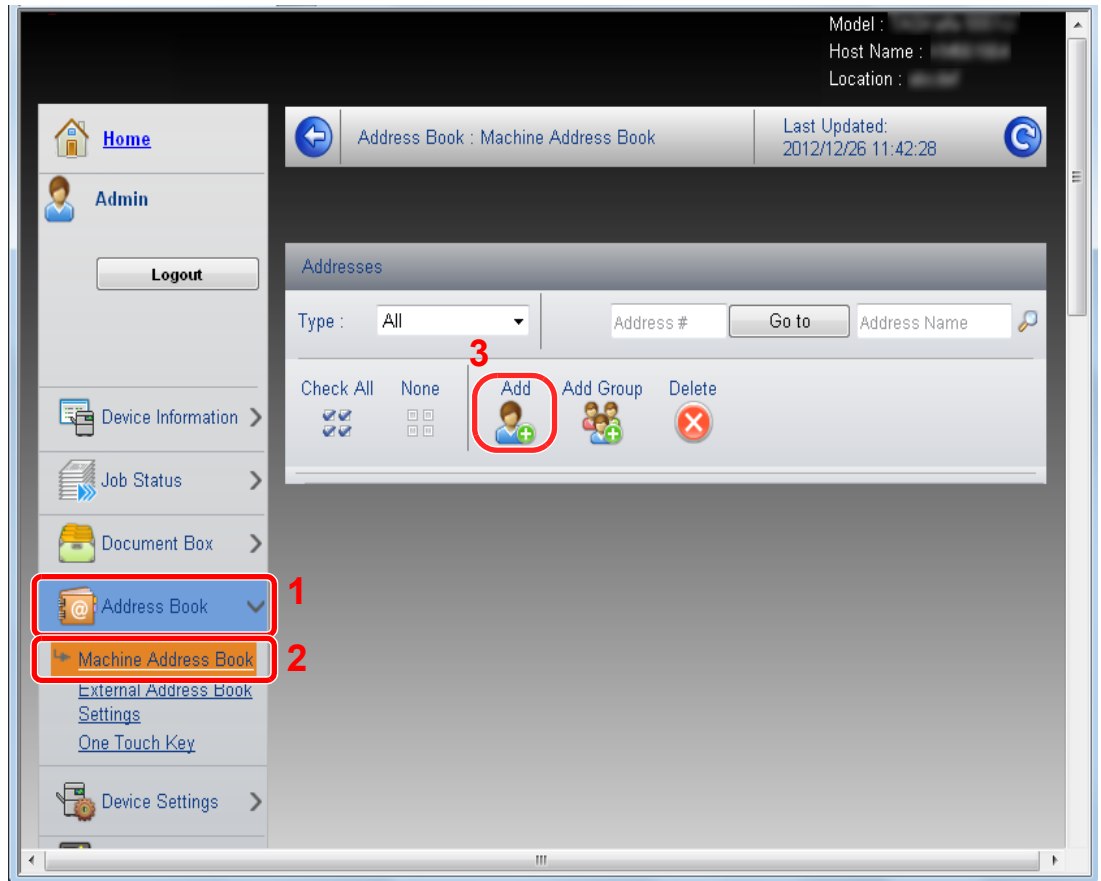 Model :
Host Name :
Location :
Home
Address Book : Machine Address Book
Last Updated:
2012/12/26 11:42:28
Admin
Logout
Addresses
Type :
All
Address #
Go to
Address Name
3
Check All
None
Add
Add Group
Delete
Device Information
Job Status
Document Box
Address Book
1
Machine Address Book
2
External Address Book
Settings
One Touch Key
Device Settings